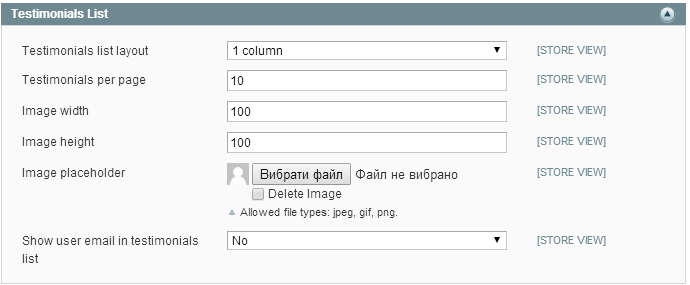 Testimonials List
Testimonials list layout 1 column [STORE VIEW]
Testimonials per page 10 [STORE VIEW]
Image width 100 [STORE VIEW]
Image height 100 [STORE VIEW]
Image placeholder Вибрати файл Файл не вибрано [STORE VIEW]
Delete Image
Allowed file types: jpeg, gif, png.
Show user email in testimonials No [STORE VIEW]
list